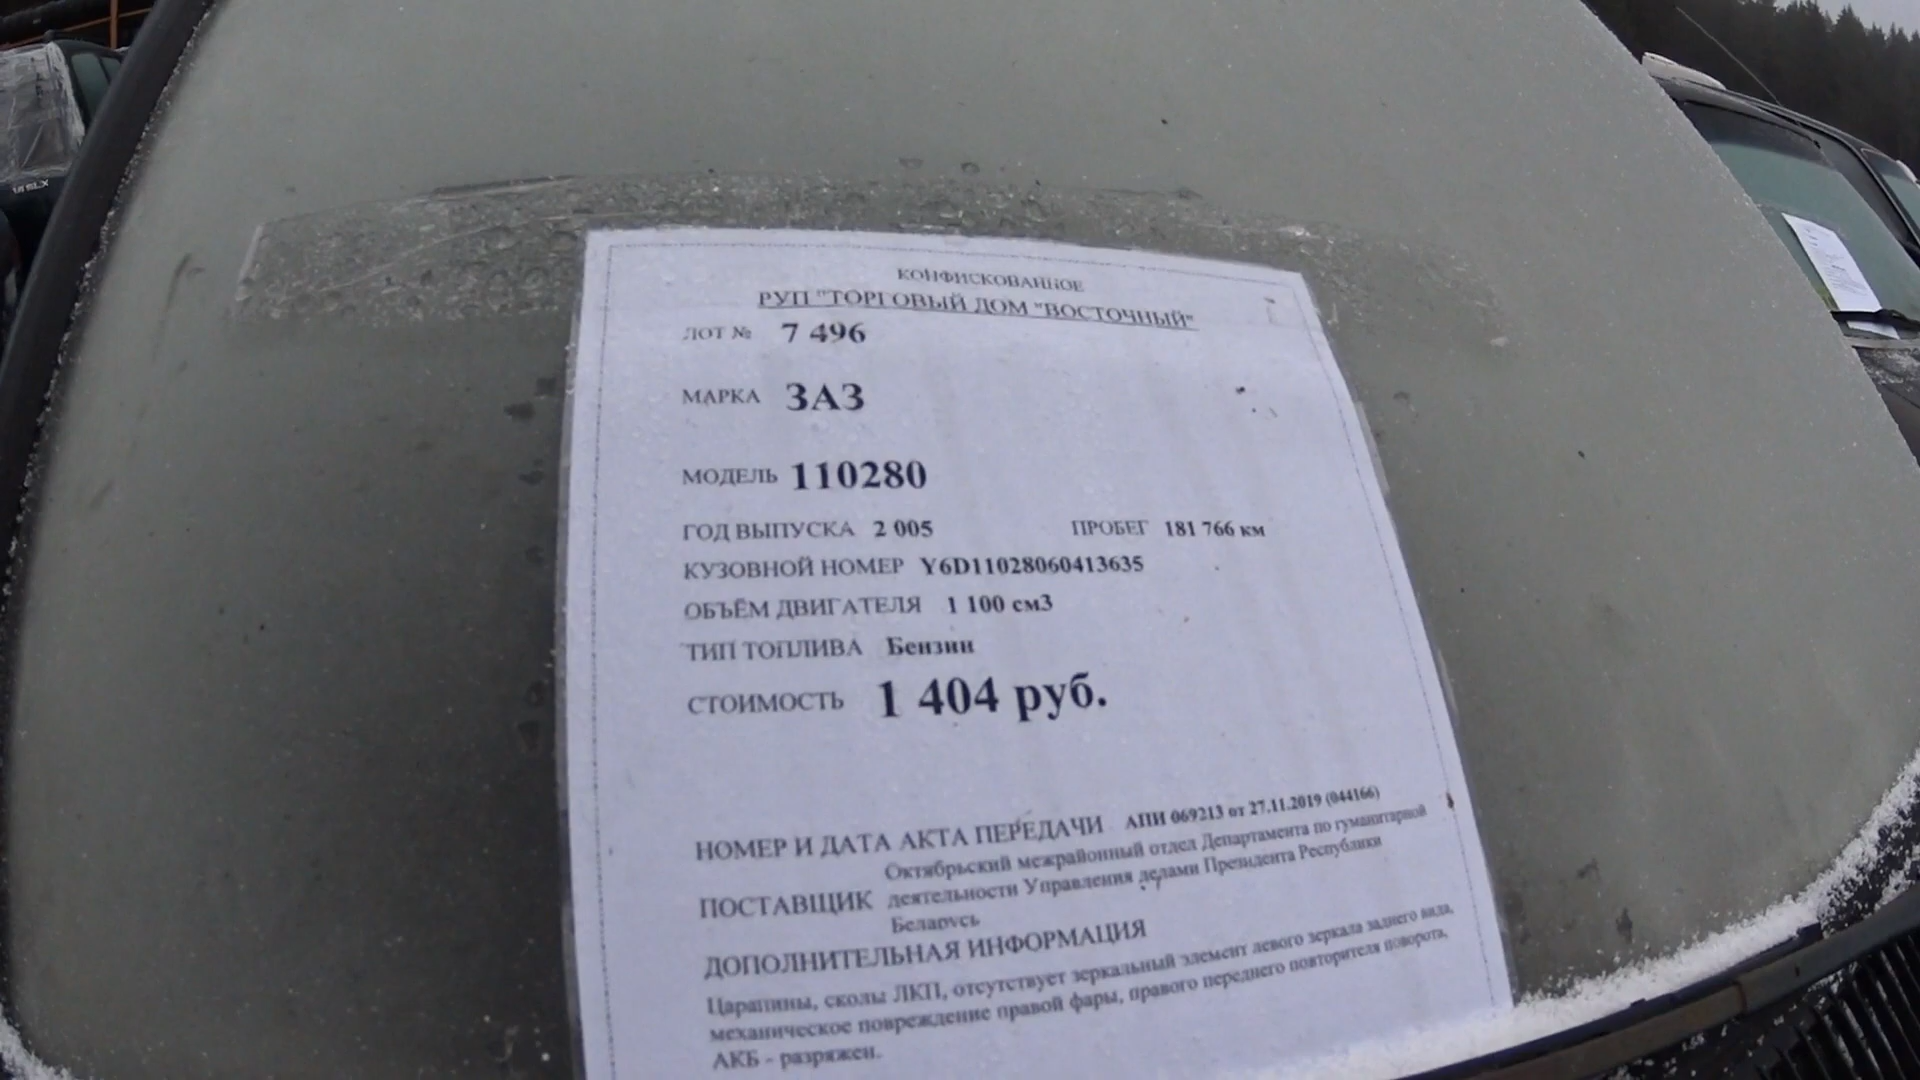 КОНФИСКОВАННОЕ
РУП "ТОРГОВЫЙ ДОМ "ВОСТОЧНЫЙ"
ЛОТ № 7 496
МАРКА ЗАЗ
МОДЕЛЬ 110280
ГОД ВЫПУСКА 2 005 ПРОБЕГ 181 766 км
КУЗОВНОЙ НОМЕР Y6D11028060413635
ОБЪЁМ ДВИГАТЕЛЯ 1 100 см3
ТИП ТОПЛИВА Бензин
СТОИМОСТЬ 1 404 руб.
НОМЕР И ДАТА АКТА ПЕРЕДАЧИ АПИ 069213 от 27.11.2019 (044166)
Октябрьский межрайонный отдел Департамента по гуманитарной
ПОСТАВЩИК деятельности Управления делами Президента Республики
Беларусь
ДОПОЛНИТЕЛЬНАЯ ИНФОРМАЦИЯ
Царапины, сколы ЛКП, отсутствует зеркальный элемент левого зеркала заднего вида,
механическое повреждение правой фары, правого переднего повторителя поворота,
АКБ - разряжен.